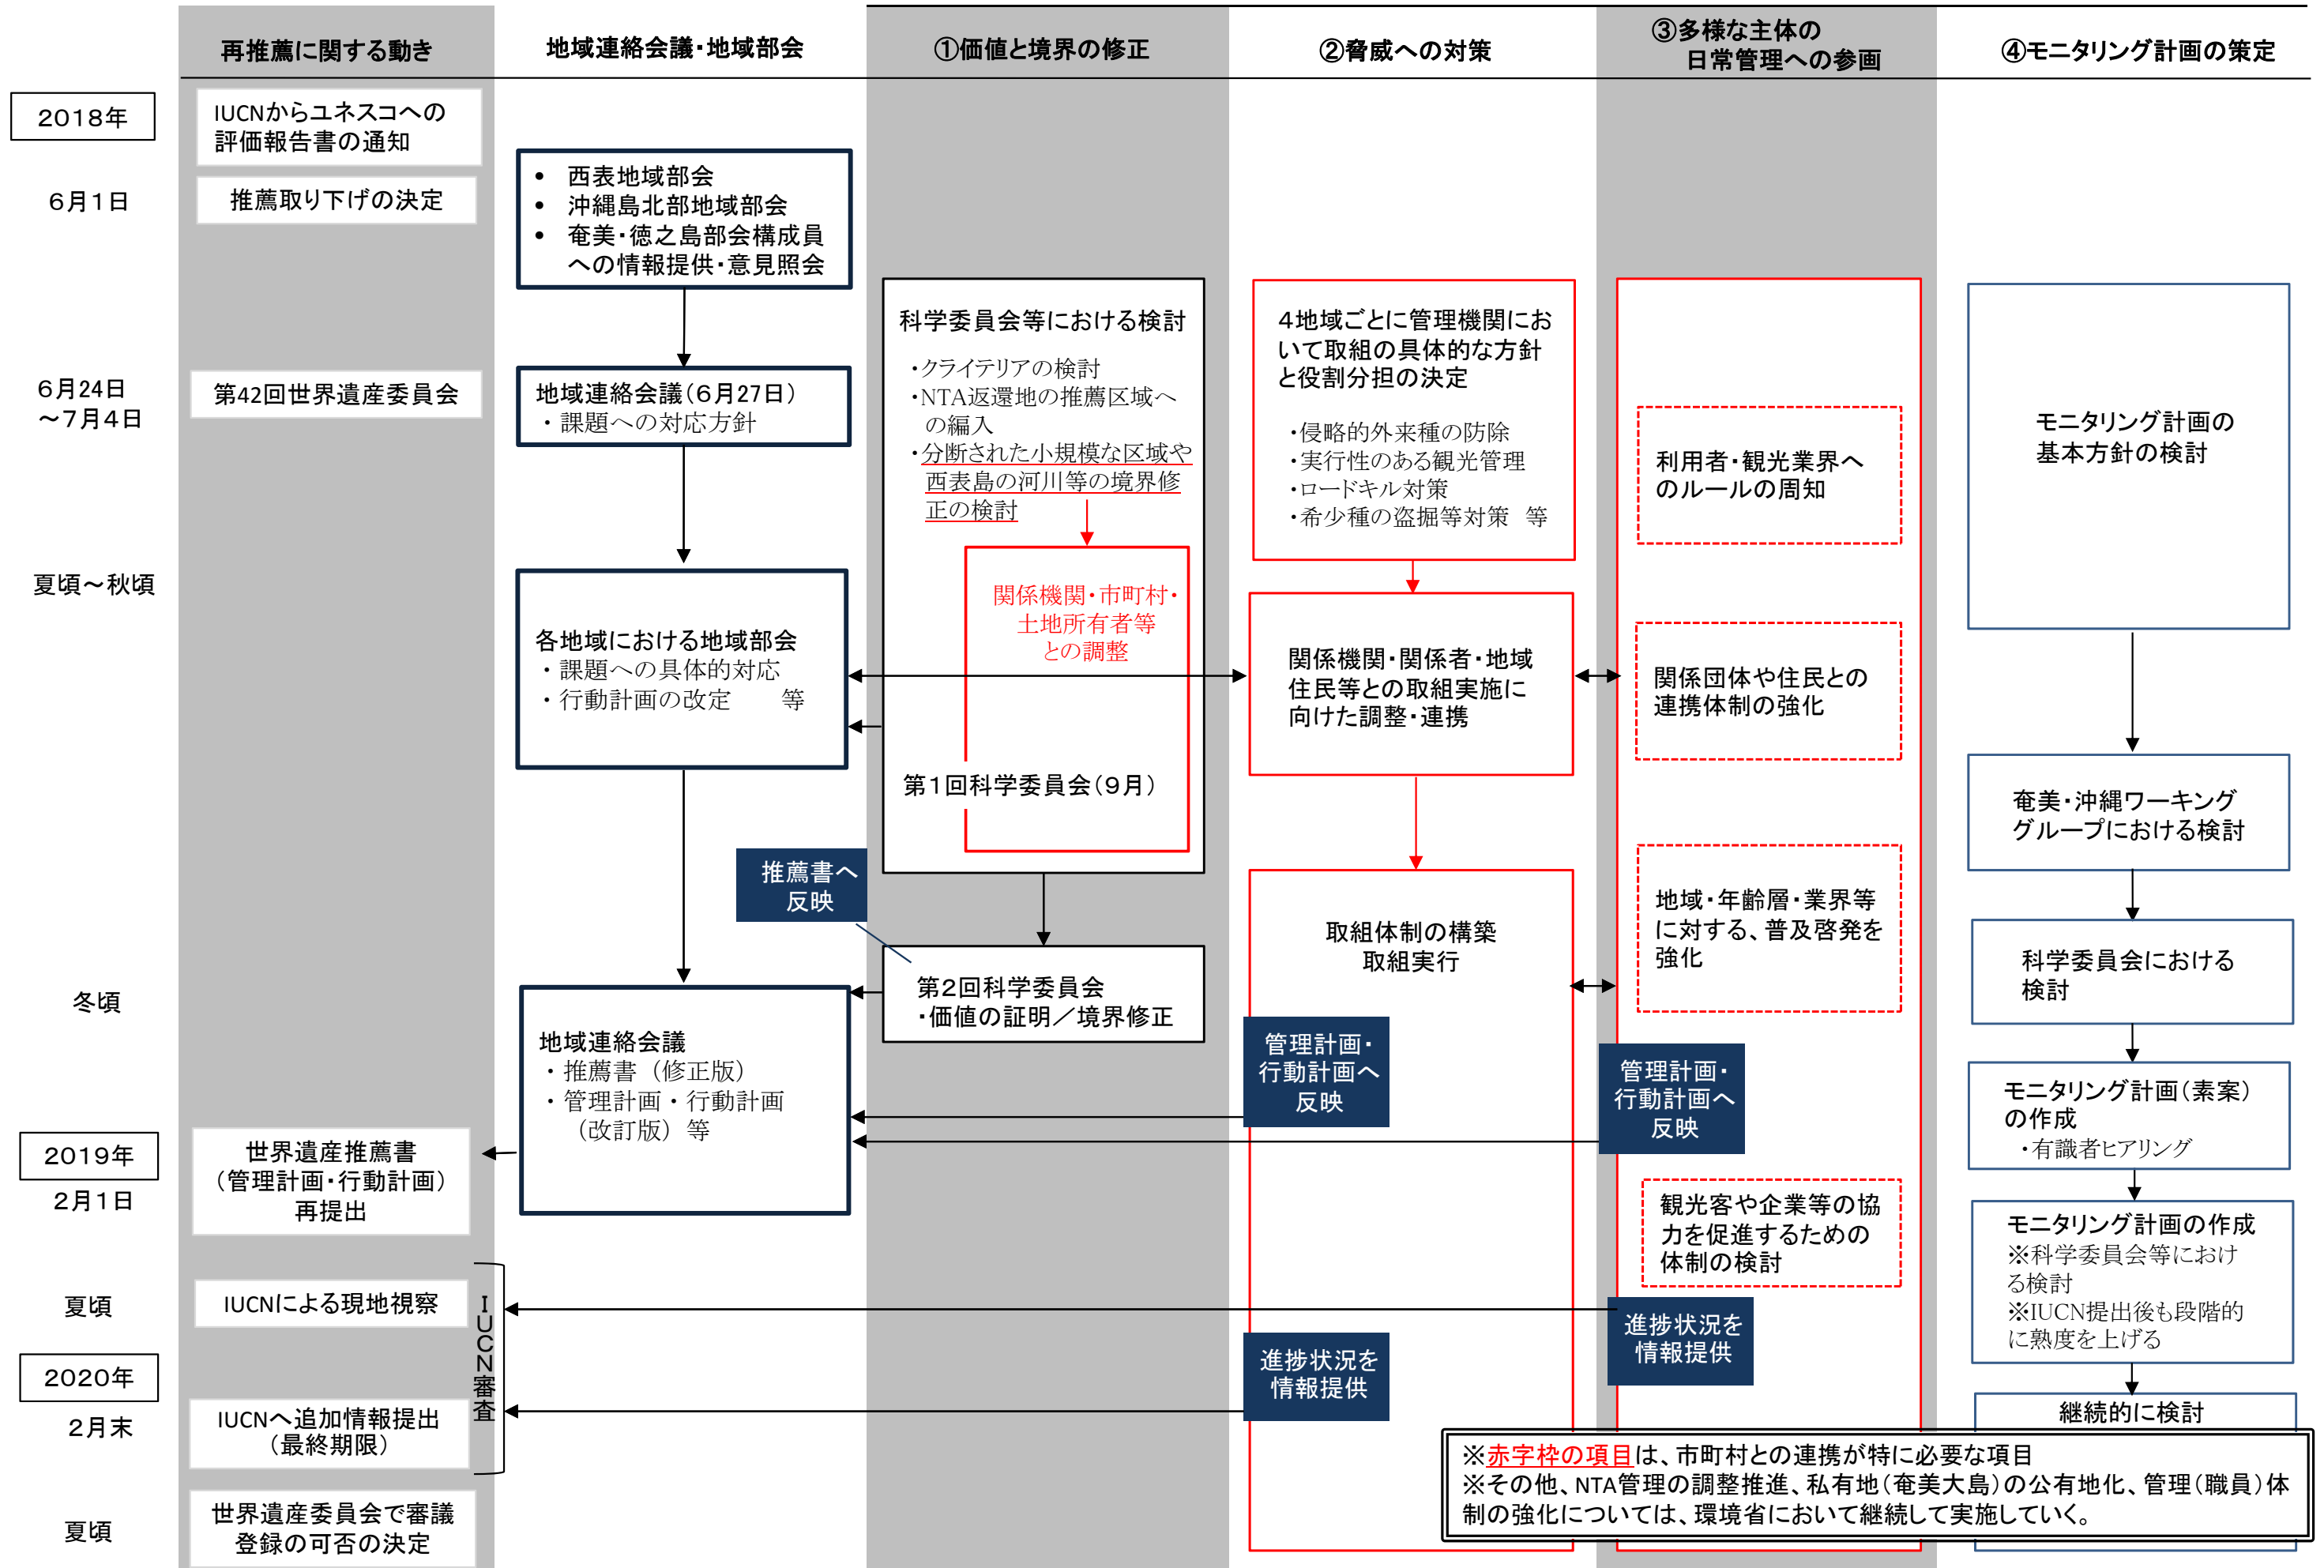 再推薦に関する動き
地域連絡会議・地域部会
①価値と境界の修正
②脅威への対策
③多様な主体の
日常管理への参画
④モニタリング計画の策定
2018年
6月1日
6月24日
～7月4日
夏頃～秋頃
冬頃
2019年
2月1日
夏頃
2020年
2月末
夏頃
IUCNからユネスコへの
評価報告書の通知
推薦取り下げの決定
第42回世界遺産委員会
世界遺産推薦書
（管理計画・行動計画）
再提出
IUCNによる現地視察
IUCNへ追加情報提出
（最終期限）
世界遺産委員会で審議
登録の可否の決定
IUCN審査
• 西表地域部会
• 沖縄島北部地域部会
• 奄美・徳之島部会構成員
への情報提供・意見照会
地域連絡会議（6月27日）
・課題への対応方針
各地域における地域部会
・課題への具体的対応
・行動計画の改定　　等
地域連絡会議
・推薦書（修正版）
・管理計画・行動計画
（改訂版）等
科学委員会等における検討
・クライテリアの検討
・NTA返還地の推薦区域へ
の編入
・分断された小規模な区域や
西表島の河川等の境界修
正の検討
関係機関・市町村・
土地所有者等
との調整
第1回科学委員会（9月）
推薦書へ
反映
第2回科学委員会
・価値の証明／境界修正
4地域ごとに管理機関にお
いて取組の具体的な方針
と役割分担の決定
・侵略的外来種の防除
・実行性のある観光管理
・ロードキル対策
・希少種の盗掘等対策　等
関係機関・関係者・地域
住民等との取組実施に
向けた調整・連携
取組体制の構築
取組実行
管理計画・
行動計画へ
反映
進捗状況を
情報提供
利用者・観光業界へ
のルールの周知
関係団体や住民との
連携体制の強化
地域・年齢層・業界等
に対する、普及啓発を
強化
管理計画・
行動計画へ
反映
観光客や企業等の協
力を促進するための
体制の検討
進捗状況を
情報提供
モニタリング計画の
基本方針の検討
奄美・沖縄ワーキング
グループにおける検討
科学委員会における
検討
モニタリング計画（素案）
の作成
・有識者ヒアリング
モニタリング計画の作成
※科学委員会等におけ
る検討
※IUCN提出後も段階的
に熟度を上げる
継続的に検討
※赤字枠の項目は、市町村との連携が特に必要な項目
※その他、NTA管理の調整推進、私有地（奄美大島）の公有地化、管理（職員）体
制の強化については、環境省において継続して実施していく。